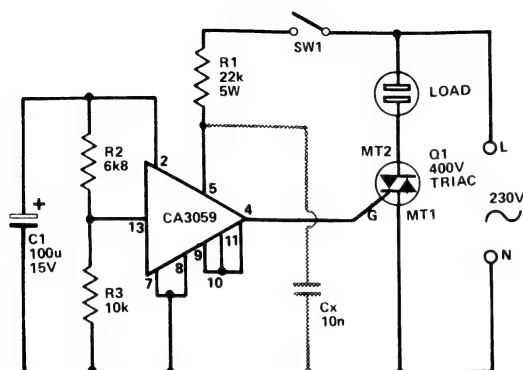 SW1
R1
22k
5W
LOAD
R2
6k8
2
5
MT2
Q1
400V
TRIAC
L
+
CA3059
4
13
G
MT1
230V
C1
100u
15V
11
9
8
7
10
R3
10k
Cx
10n
N